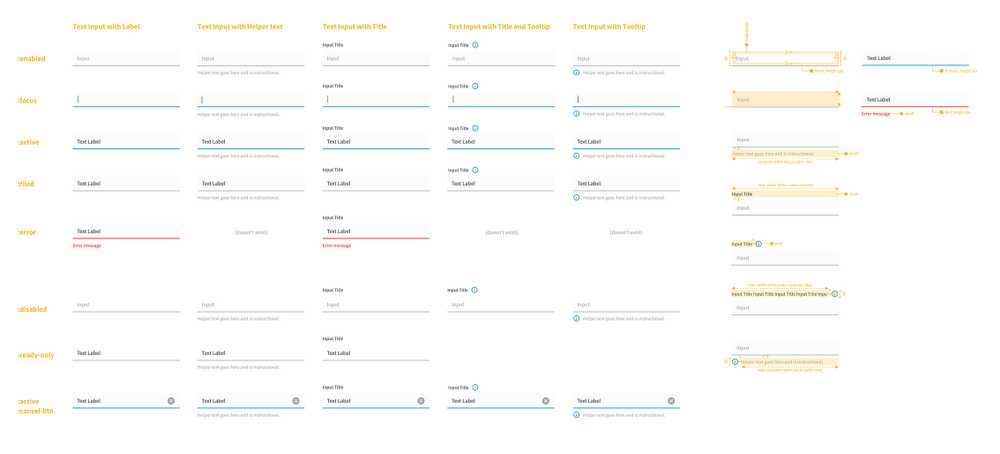 Text Input with Label
Text Input with Helper text
Text Input with Title
Text Input with Title and Tooltip
Text Input with Tooltip
Input Title
Input Title
:enabled
Input
Input
Input
Input
Input
Helper text goes here and is instructional.
Helper text goes here and is instructional.
Input Title
Input Title
:focus
Helper text goes here and is instructional.
Helper text goes here and is instructional.
Input Title
Input Title
:active
Text Label
Text Label
Text Label
Text Label
Text Label
Helper text goes here and is instructional.
Helper text goes here and is instructional.
Input Title
Input Title
:filled
Text Label
Text Label
Text Label
Text Label
Text Label
Helper text goes here and is instructional.
Helper text goes here and is instructional.
Input Title
:error
Text Label
(doesn't exist)
Text Label
(doesn't exist)
(doesn't exist)
Error message
Error message
Input Title
Input Title
:disabled
Input
Input
Input
Input
Input
Helper text goes here and is instructional.
Helper text goes here and is instructional.
Input Title
:ready-only
Text Label
Text Label
Text Label
Helper text goes here and is instructional.
Input Title
Input Title
:active
:cancel-btn
Text Label
Text Label
Text Label
Text Label
Text Label
Helper text goes here and is instructional.
Helper text goes here and is instructional.
Input
Text Label
Input
Text Label
Error message
Input
Helper text goes here and is instructional.
Input Title
Input
Input Title
Input
Input Title Input Title Input Title Input Title Inpu
Input
Input
Helper text goes here and is instructional.